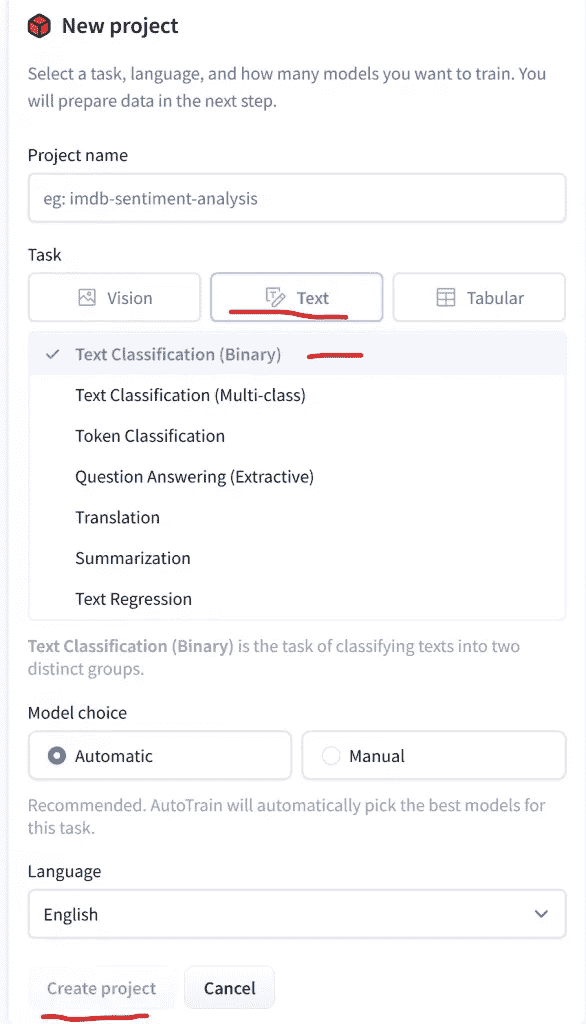 New project
Select a task, language, and how many models you want to train. You
will prepare data in the next step.
Project name
eg: imdb-sentiment-analysis
Task
Vision
Text
Tabular
Text Classification (Binary)
Text Classification (Multi-class)
Token Classification
Question Answering (Extractive)
Translation
Summarization
Text Regression
Text Classification (Binary) is the task of classifying texts into two
distinct groups.
Model choice
Automatic
Manual
Recommended. AutoTrain will automatically pick the best models for
this task.
Language
English
Create project
Cancel